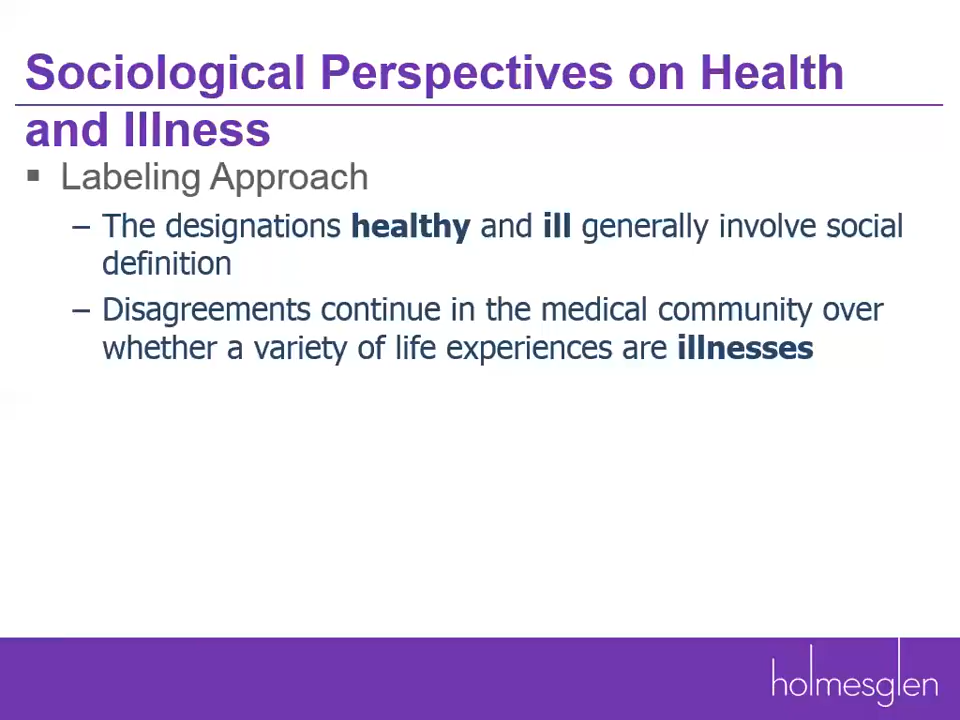 Sociological Perspectives on Health
and Illness
▪ Labeling Approach
– The designations healthy and ill generally involve social
definition
– Disagreements continue in the medical community over
whether a variety of life experiences are illnesses
holmesglen